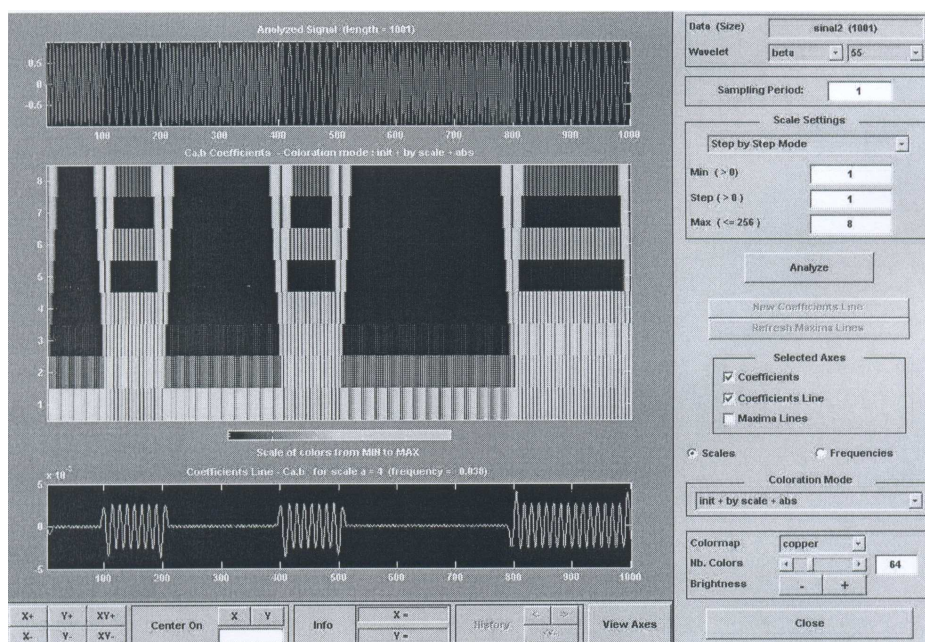 Analyzed Signal (length = 1001)
0.5
0
-0.5
100 200 300 400 500 600 700 800 900 1000
Ca,b Coefficients - Coloration mode : init + by scale + abs
8
7
6
5
4
3
2
1
Scale of colors from MIN to MAX
Coefficients Line - Ca,b for scale a = 4 (frequency = 0.038)
5
0
-5
100 200 300 400 500 600 700 800 900 1000
X+ Y+ XY+
X- Y- XY-
Center On
X Y
Info
X =
Y =
History
View Axes
Data (Size)
sinal2 (1001)
Wavelet
beta
55
Sampling Period:
1
Scale Settings
Step by Step Mode
Min ( > 0)
1
Step ( > 0 )
1
Max ( <= 256 )
8
Analyze
New Coefficients Line
Refresh Maxima Lines
Selected Axes
Coefficients
Coefficients Line
Maxima Lines
Scales
Frequencies
Coloration Mode
init + by scale + abs
Colormap
copper
Nb. Colors
64
Brightness
- +
Close